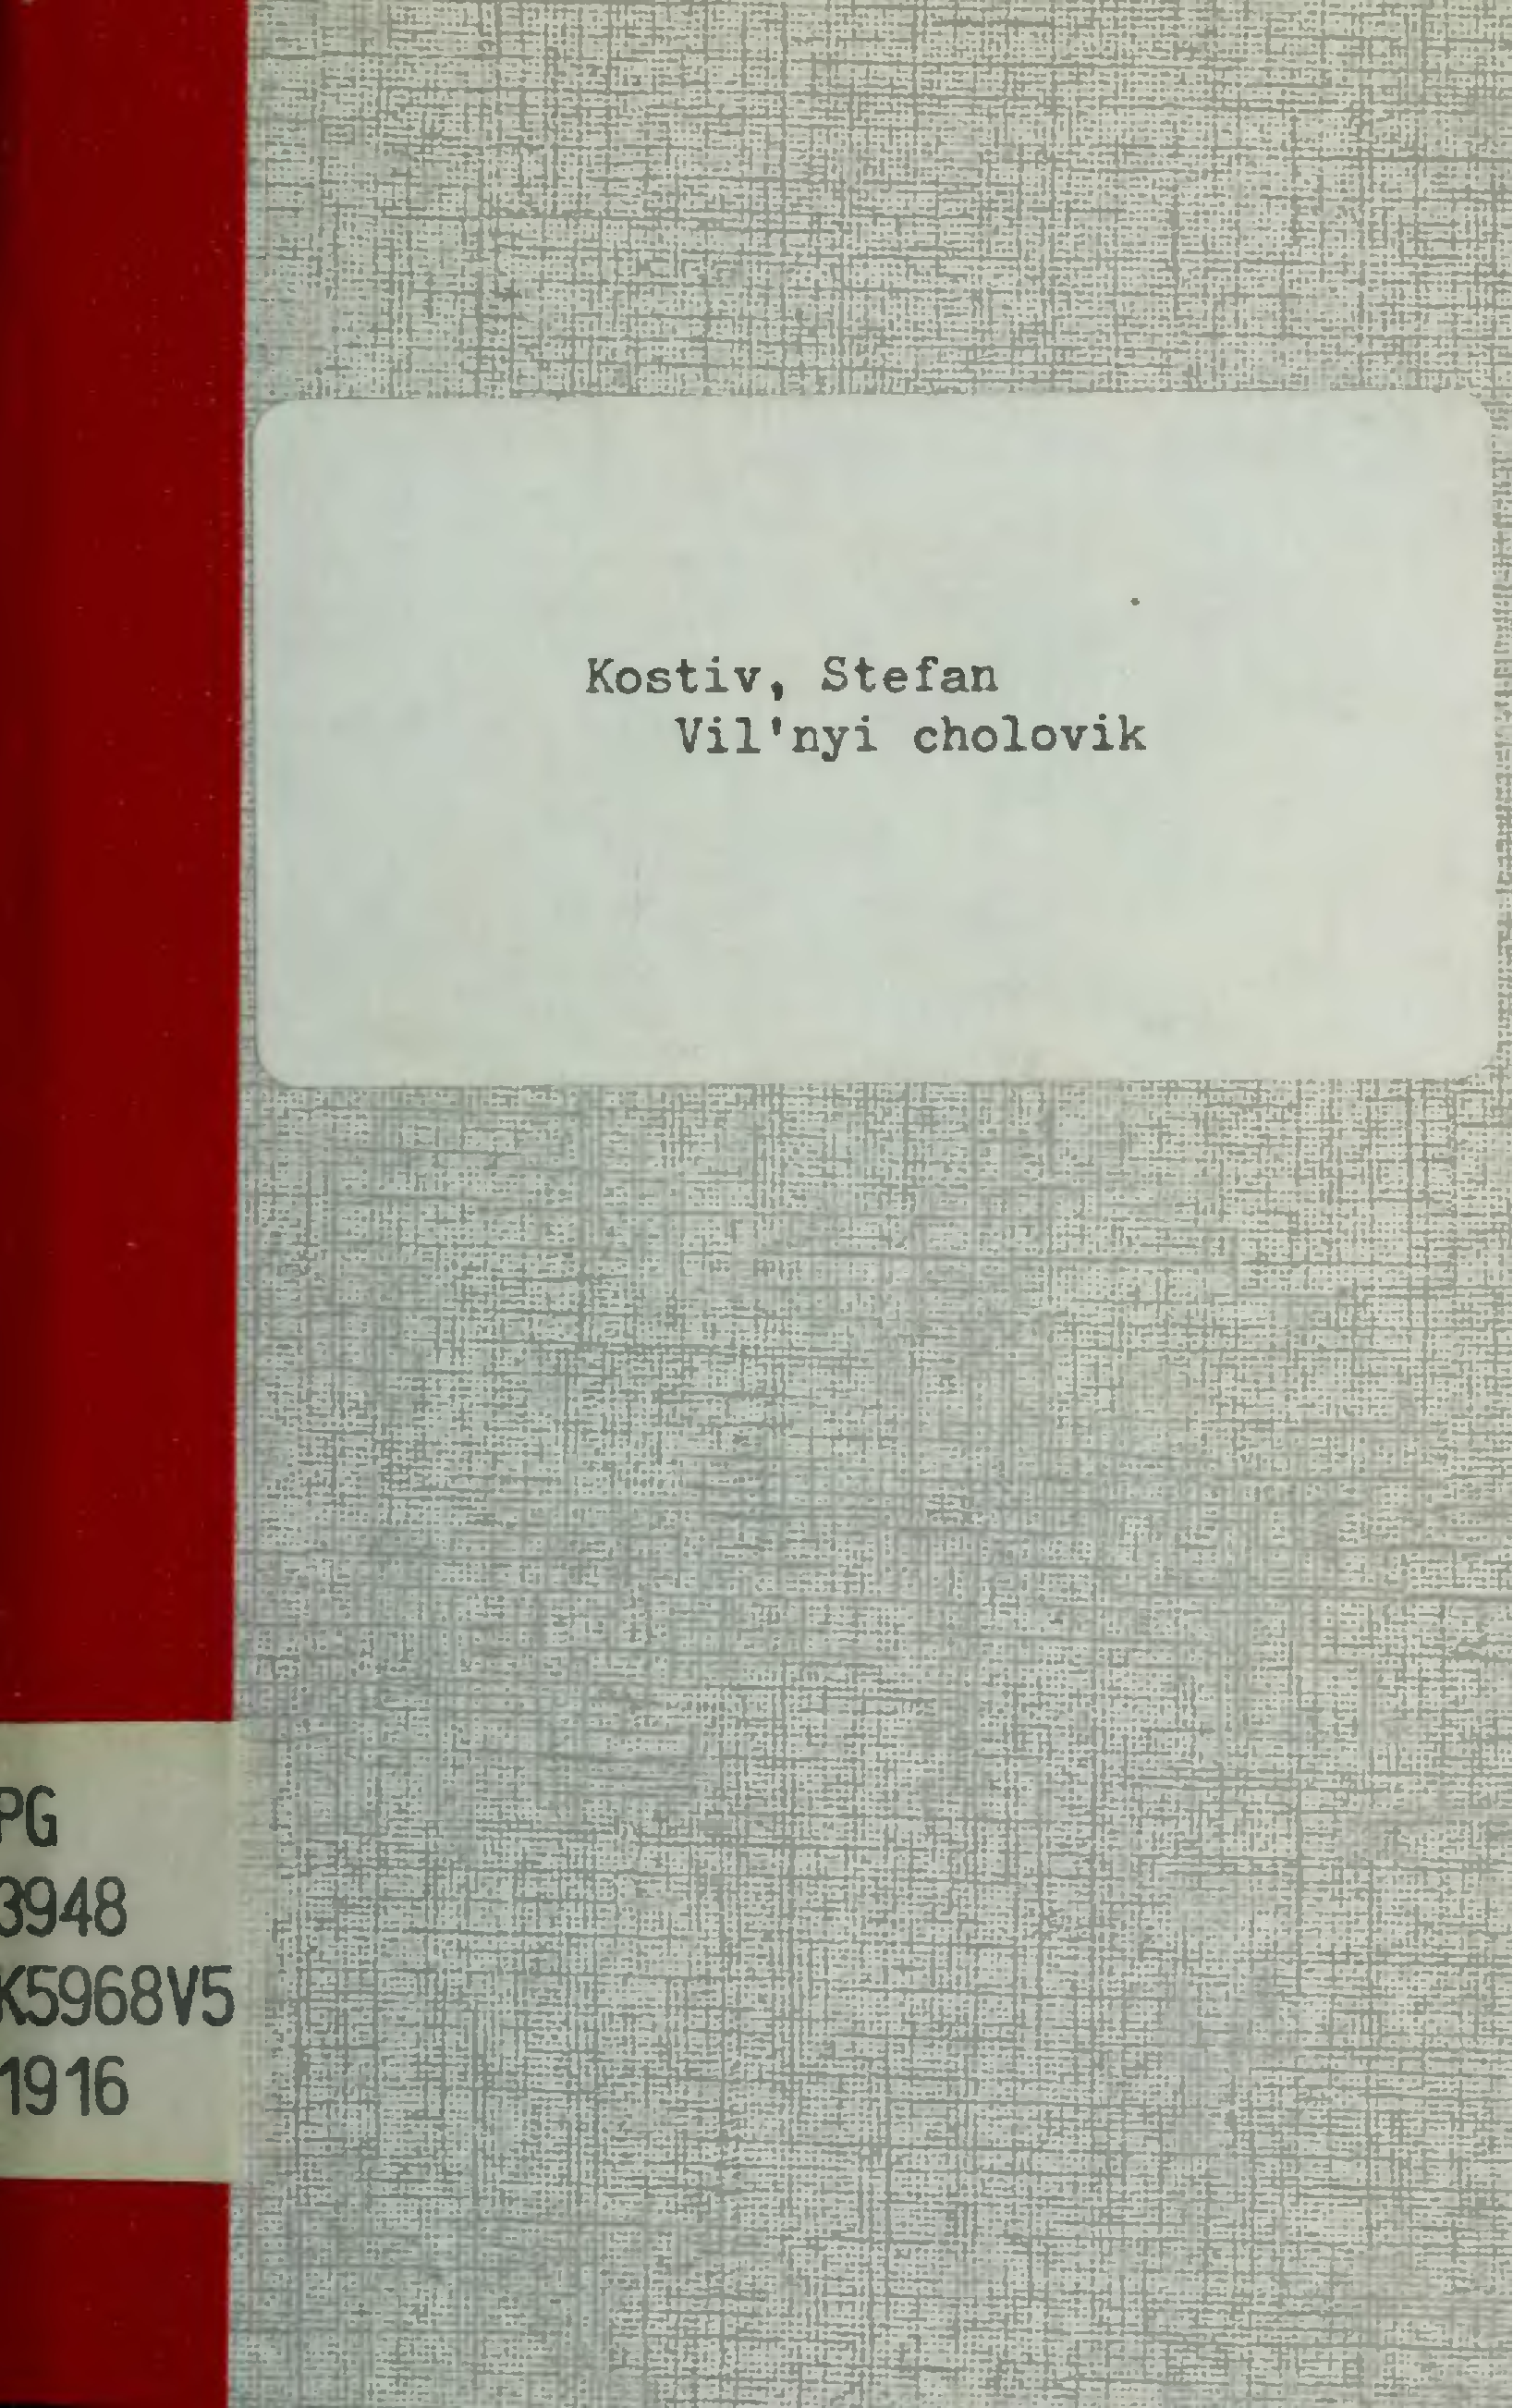 Kostiv, Stefan
Vil'nyi cholovik
PG
3948
K5968V5
1916